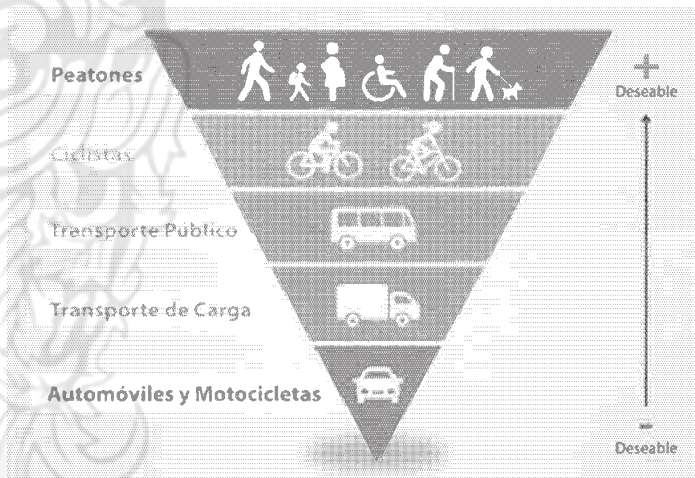 Peatones
+
Deseable
Ciclistas
Transporte Público
Transporte de Carga
Automóviles y Motocicletas
-
Deseable